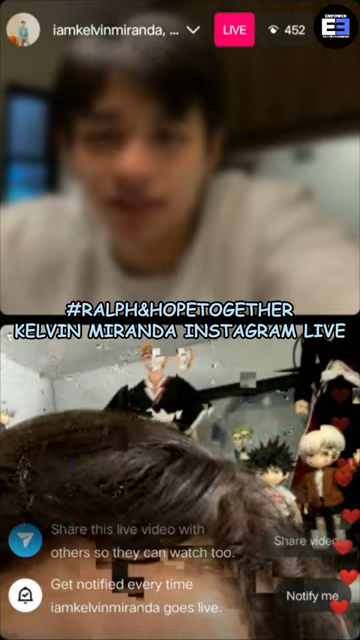 iamkelvinmiranda, ...
LIVE
452
EMPOWER
EE
#RALPH&HOPETOGETHER
KELVIN MIRANDA INSTAGRAM LIVE
Share this live video with
others so they can watch too.
Share video
Get notified every time
iamkelvinmiranda goes live.
Notify me